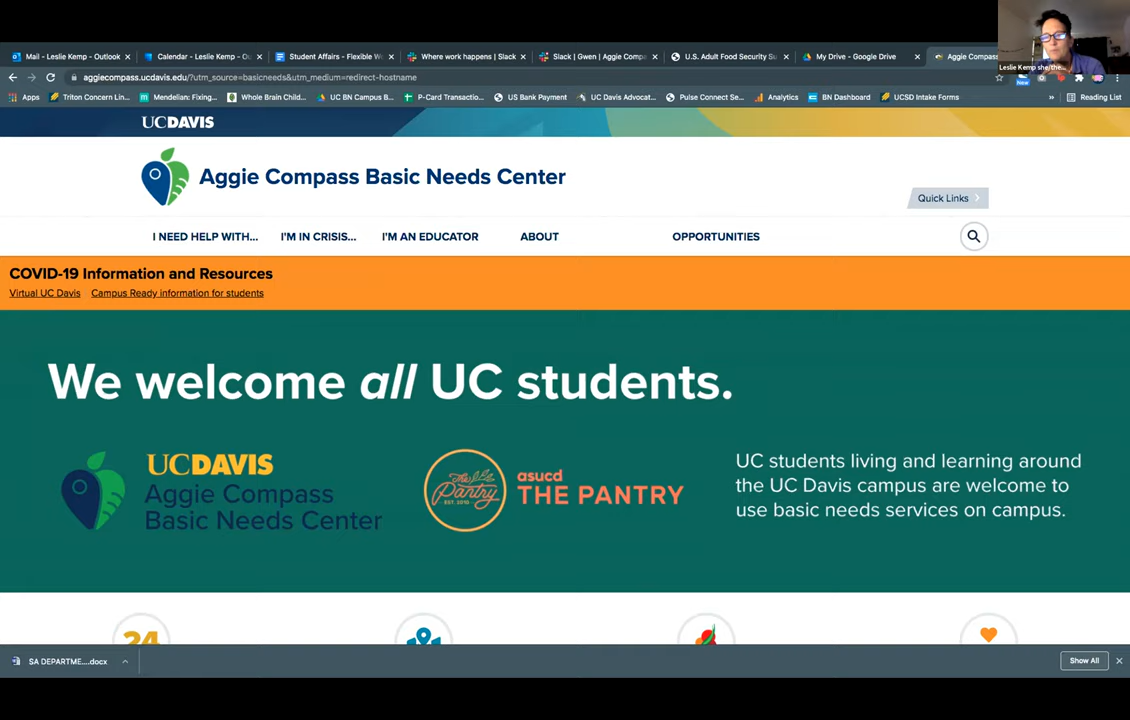 Mail - Leslie Kemp - Outlook
Calendar - Leslie Kemp - O
Student Affairs - Flexible W
Where work happens | Slack
Slack | Gwen | Aggie Comp
U.S. Adult Food Security Su
My Drive - Google Drive
Aggie Compass
Leslie Kemp she/the...
aggiecompass.ucdavis.edu/?utm_source=basicneeds&utm_medium=redirect-hostname
New
Apps
Triton Concern Lin...
Mendelian: Fixing...
Whole Brain Child...
UC BN Campus B...
P-Card Transactio...
US Bank Payment
UC Davis Advocat...
Pulse Connect Se...
Analytics
BN Dashboard
UCSD Intake Forms
»
Reading List
UCDAVIS
Aggie Compass Basic Needs Center
Quick Links
I NEED HELP WITH...
I'M IN CRISIS...
I'M AN EDUCATOR
ABOUT
OPPORTUNITIES
COVID-19 Information and Resources
Virtual UC Davis
Campus Ready information for students
We welcome all UC students.
UCDAVIS
Aggie Compass
Basic Needs Center
The Pantry
EST. 2010
asucd
THE PANTRY
UC students living and learning around
the UC Davis campus are welcome to
use basic needs services on campus.
24
SA DEPARTME....docx
Show All